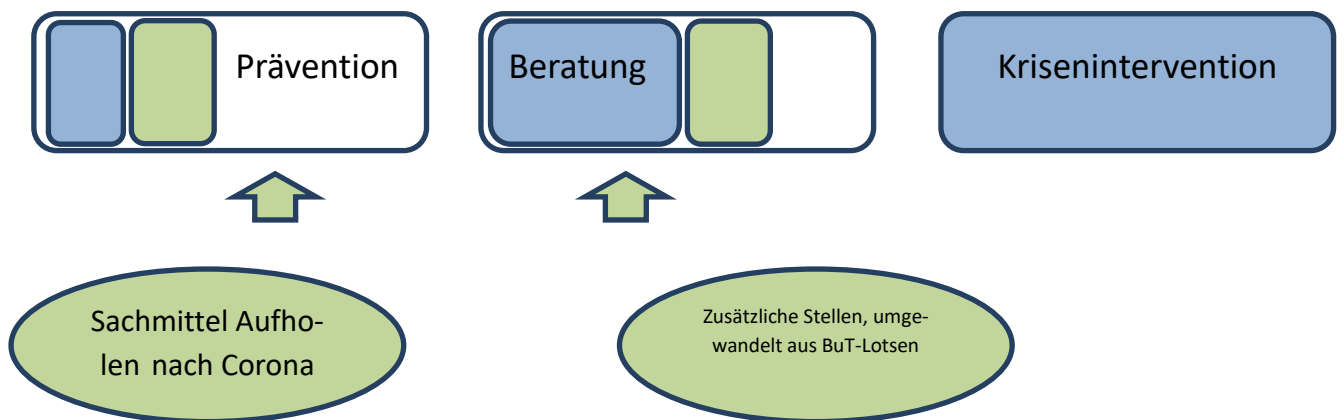 Prävention
Beratung
Krisenintervention
Sachmittel Aufho-
len nach Corona
Zusätzliche Stellen, umge-
wandelt aus BuT-Lotsen